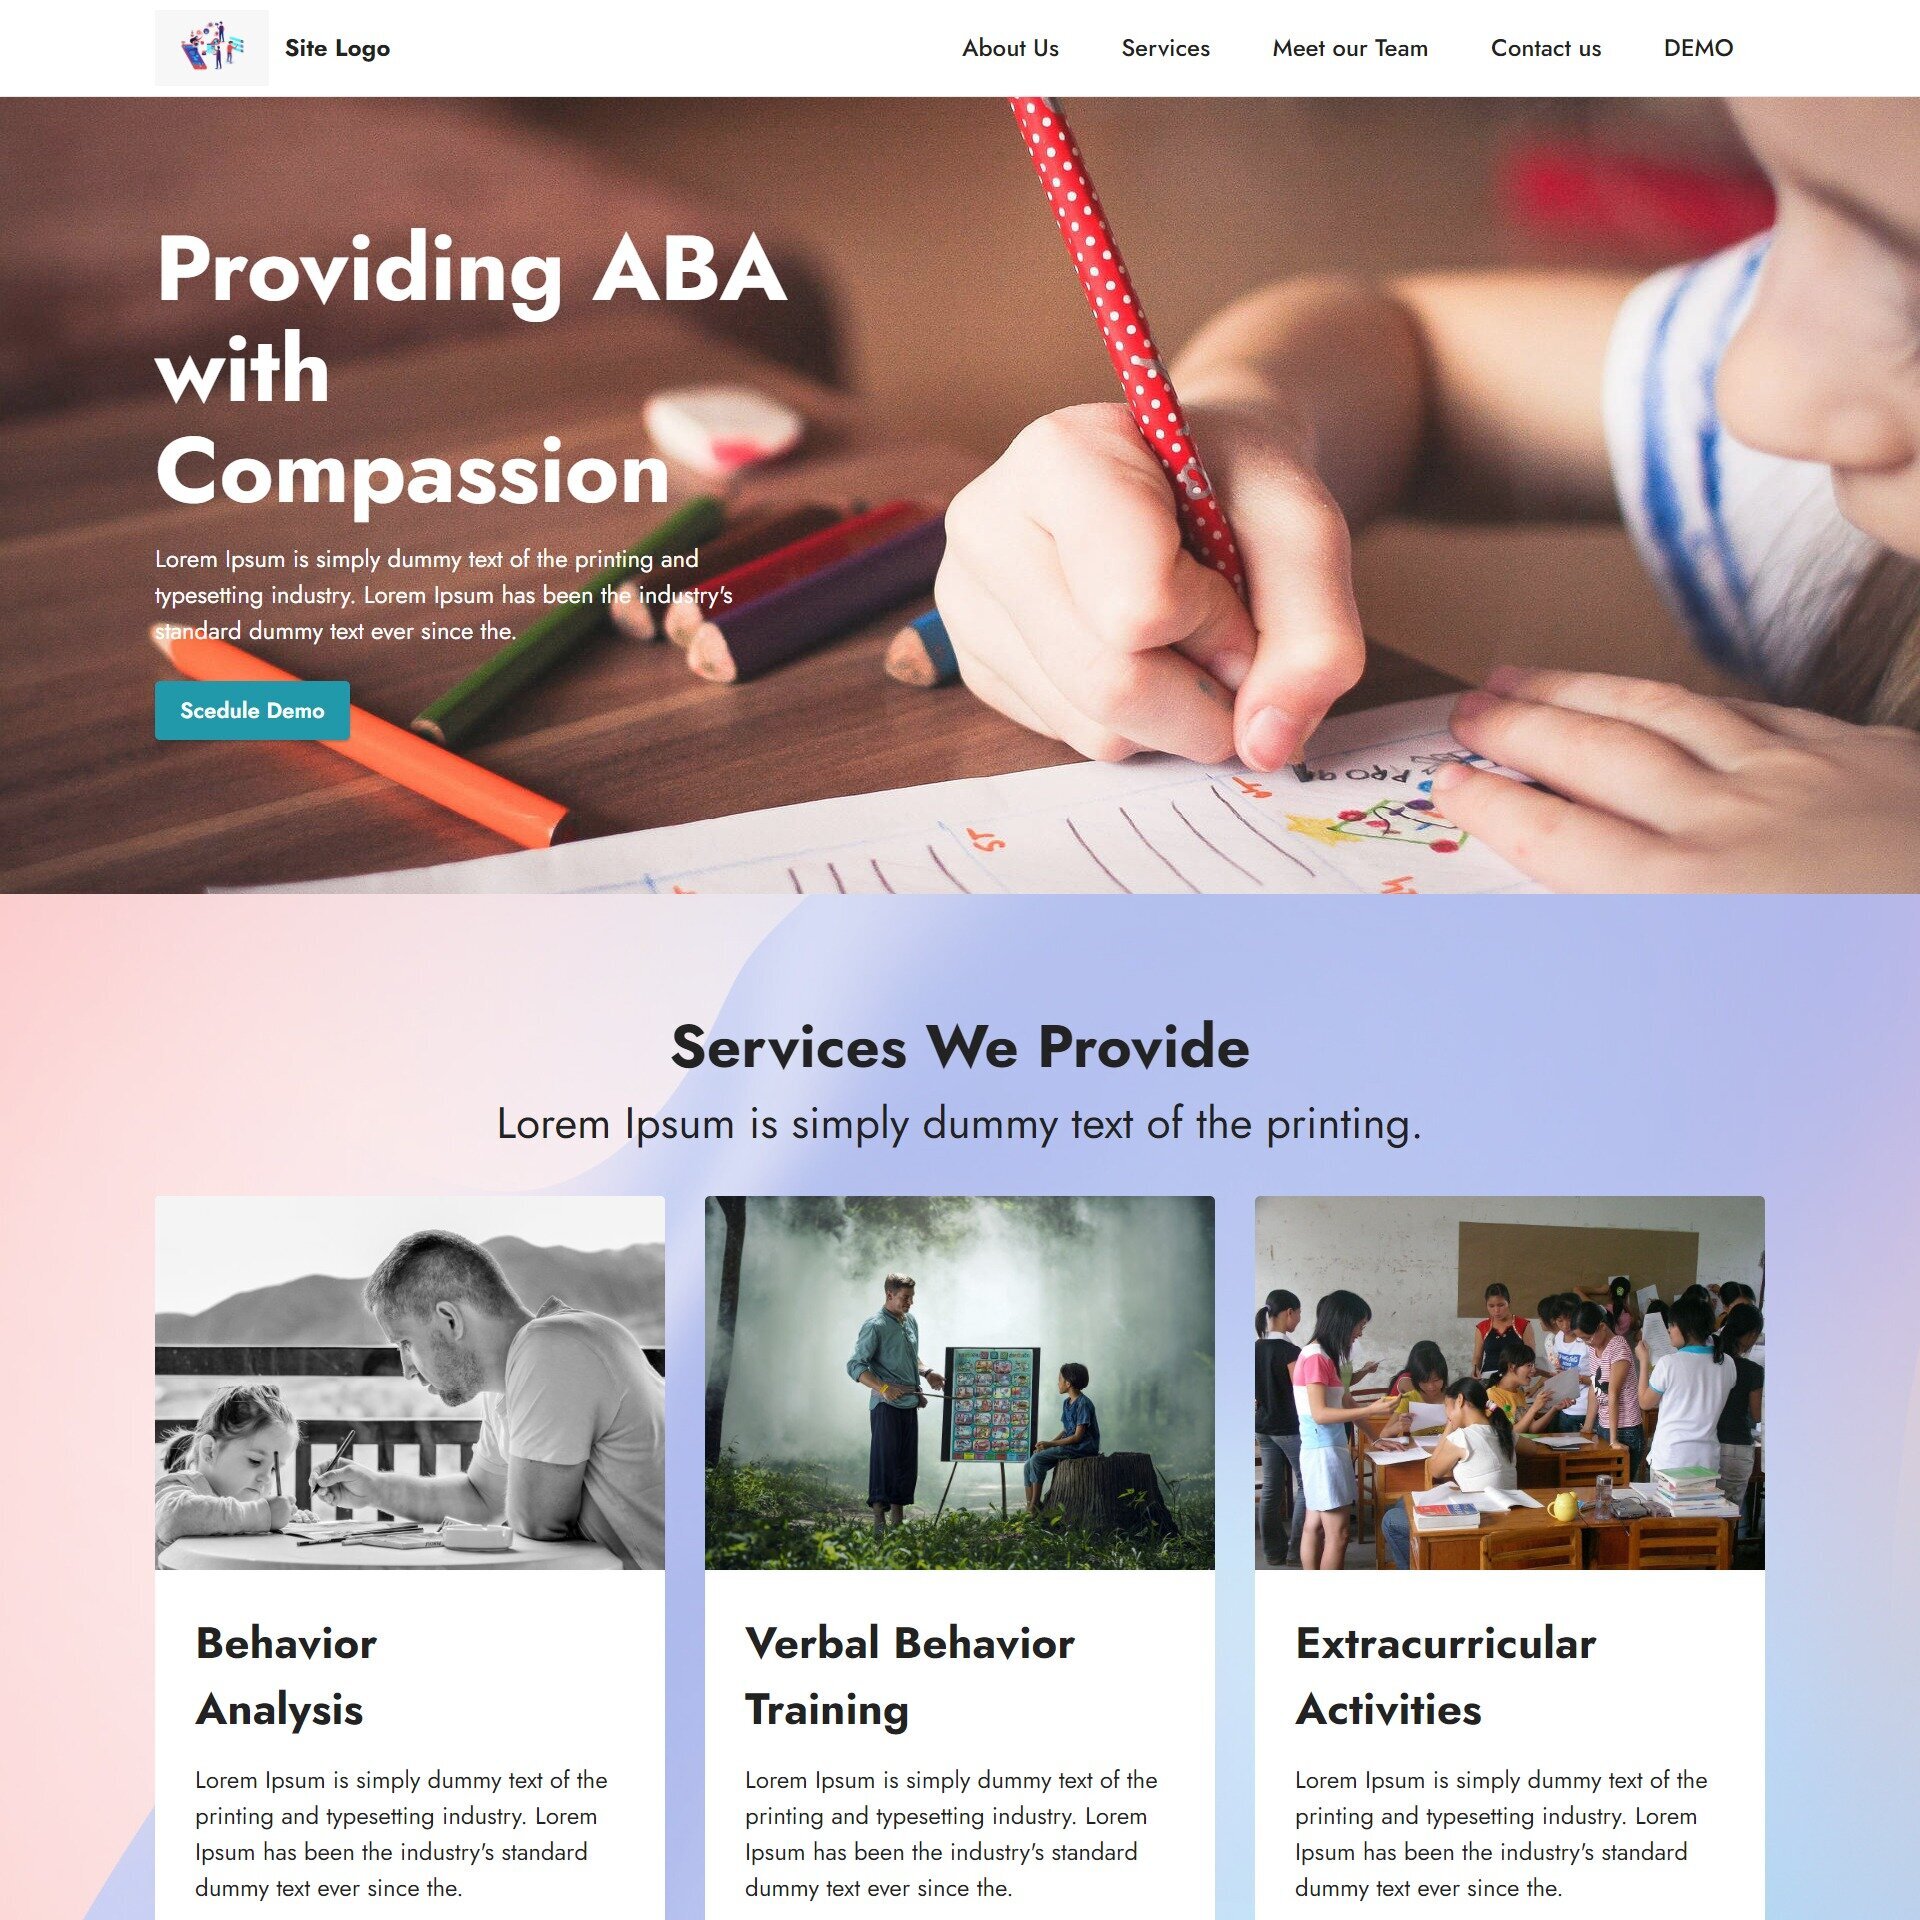 Site Logo
About Us
Services
Meet our Team
Contact us
DEMO
Providing ABA
with
Compassion
Lorem Ipsum is simply dummy text of the printing and
typesetting industry. Lorem Ipsum has been the industry's
standard dummy text ever since the.
Scedule Demo
Services We Provide
Lorem Ipsum is simply dummy text of the printing.
Behavior
Analysis
Lorem Ipsum is simply dummy text of the
printing and typesetting industry. Lorem
Ipsum has been the industry's standard
dummy text ever since the.
Verbal Behavior
Training
Lorem Ipsum is simply dummy text of the
printing and typesetting industry. Lorem
Ipsum has been the industry's standard
dummy text ever since the.
Extracurricular
Activities
Lorem Ipsum is simply dummy text of the
printing and typesetting industry. Lorem
Ipsum has been the industry's standard
dummy text ever since the.